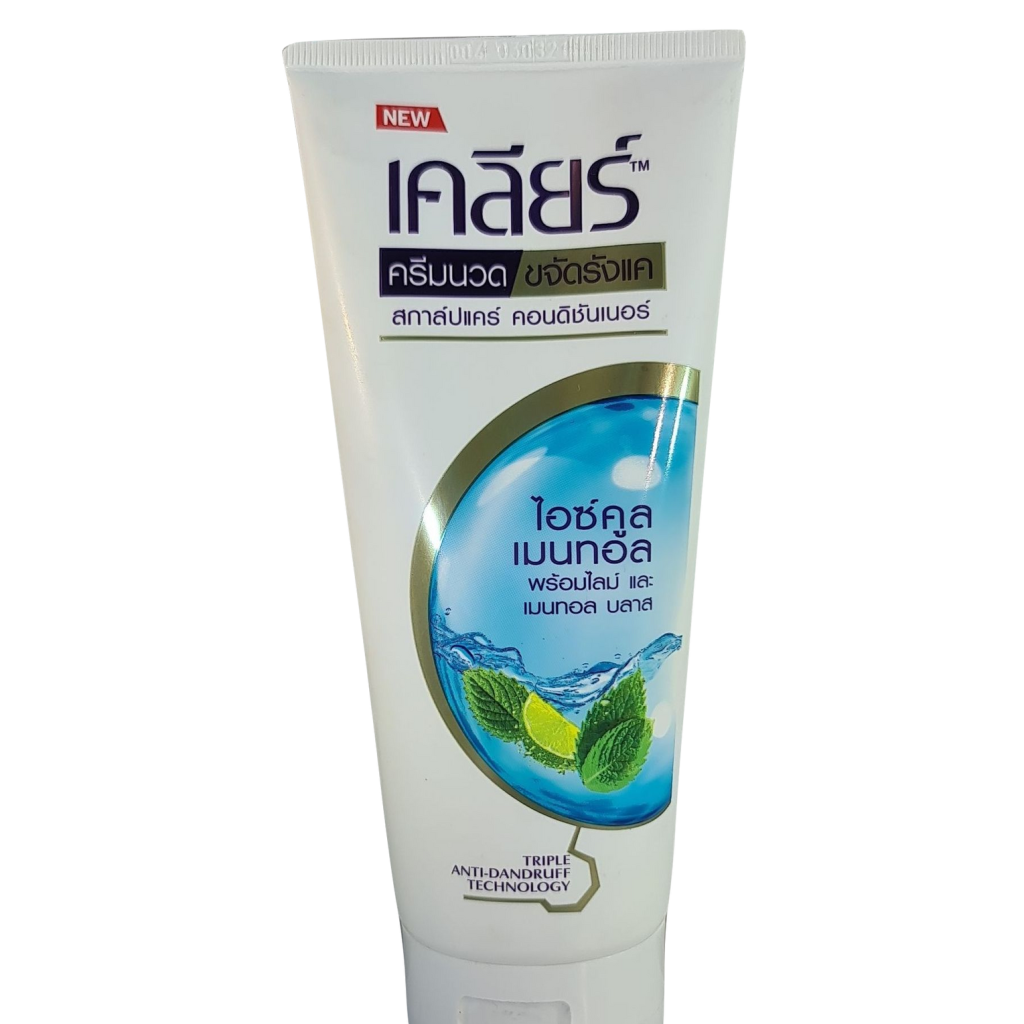 NEW
เคลียร์™
ครีมนวด ขจัดรังแค
สกาล์ปแคร์ คอนดิชันเนอร์
ไอซ์คูล
เมนทอล
พร้อมไลม์ และ
เมนทอล บลาส
TRIPLE
ANTI-DANDRUFF
TECHNOLOGY